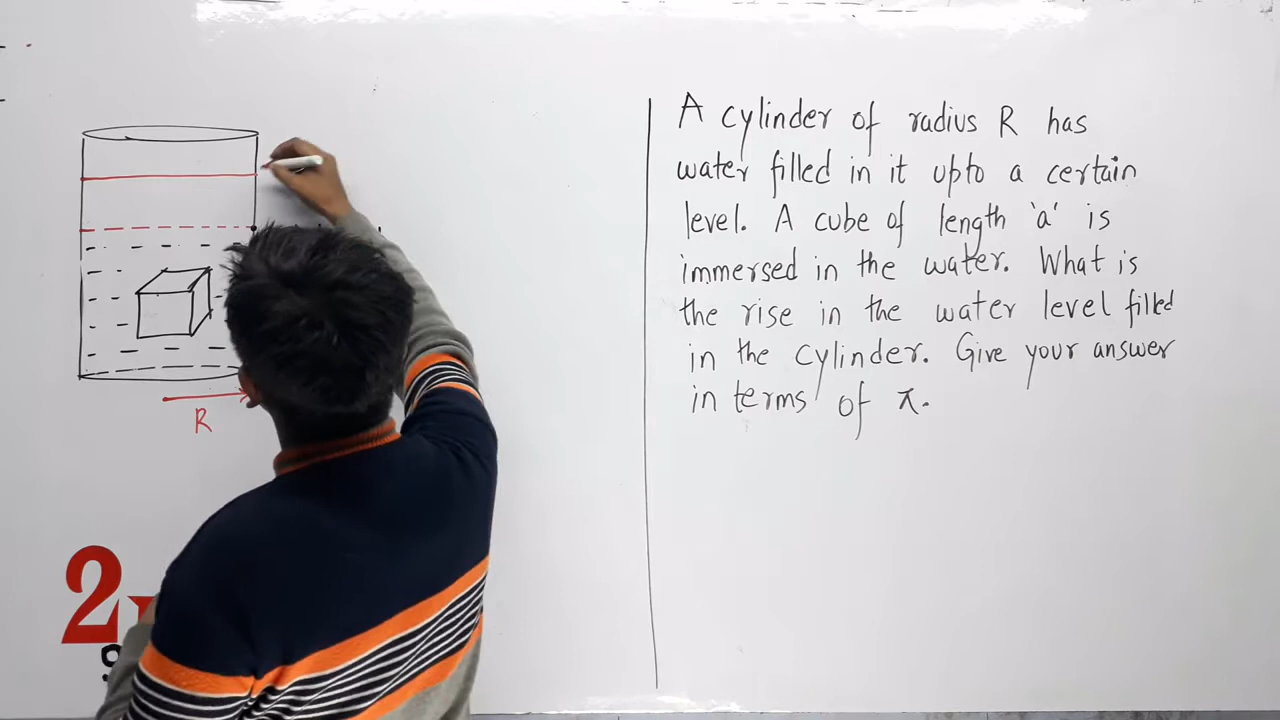 A cylinder of radius R has
water filled in it upto a certain
level. A cube of length 'a' is
immersed in the water. What is
the rise in the water level filled
in the cylinder. Give your answer
in terms of π.
R
2